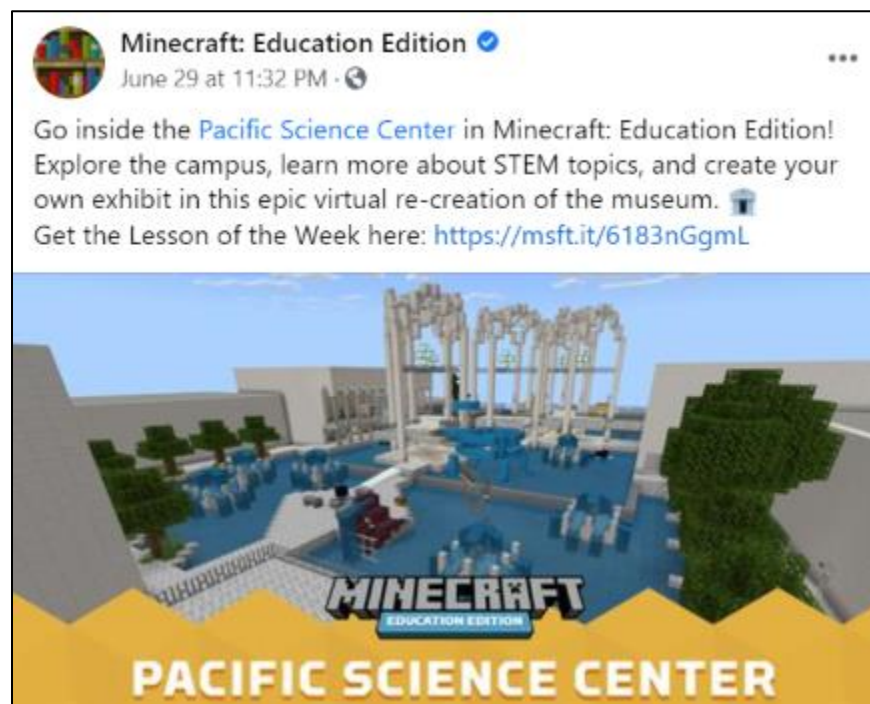 Minecraft: Education Edition
June 29 at 11:32 PM ·
Go inside the Pacific Science Center in Minecraft: Education Edition!
Explore the campus, learn more about STEM topics, and create your
own exhibit in this epic virtual re-creation of the museum. 🏛️
Get the Lesson of the Week here: https://msft.it/6183nGgmL
MINECRAFT
EDUCATION EDITION
PACIFIC SCIENCE CENTER